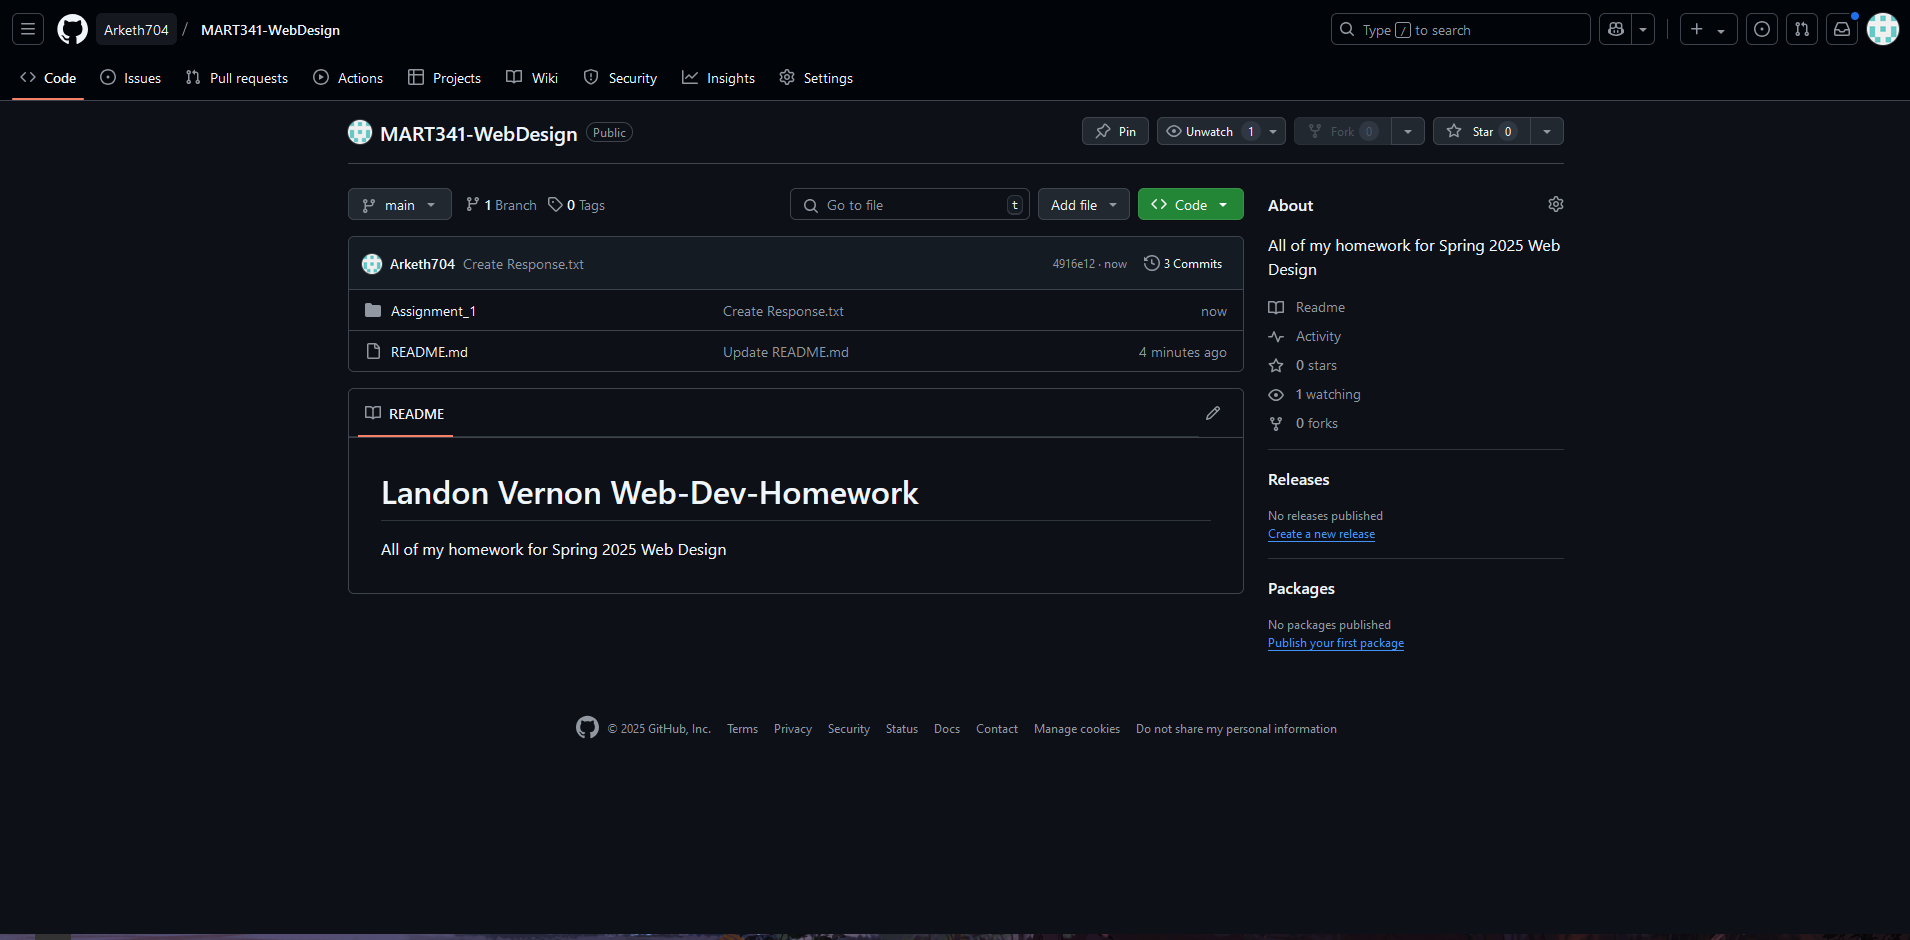 Arketh704 / MART341-WebDesign
Type / to search
Code Issues Pull requests Actions Projects Wiki Security Insights Settings
MART341-WebDesign Public
Pin Unwatch 1 Fork 0 Star 0
main 1 Branch 0 Tags
Go to file t
Add file
Code
Arketh704 Create Response.txt 4916e12 · now 3 Commits
Assignment_1 Create Response.txt now
README.md Update README.md 4 minutes ago
README
Landon Vernon Web-Dev-Homework
All of my homework for Spring 2025 Web Design
About
All of my homework for Spring 2025 Web
Design
Readme
Activity
0 stars
1 watching
0 forks
Releases
No releases published
Create a new release
Packages
No packages published
Publish your first package
© 2025 GitHub, Inc. Terms Privacy Security Status Docs Contact Manage cookies Do not share my personal information